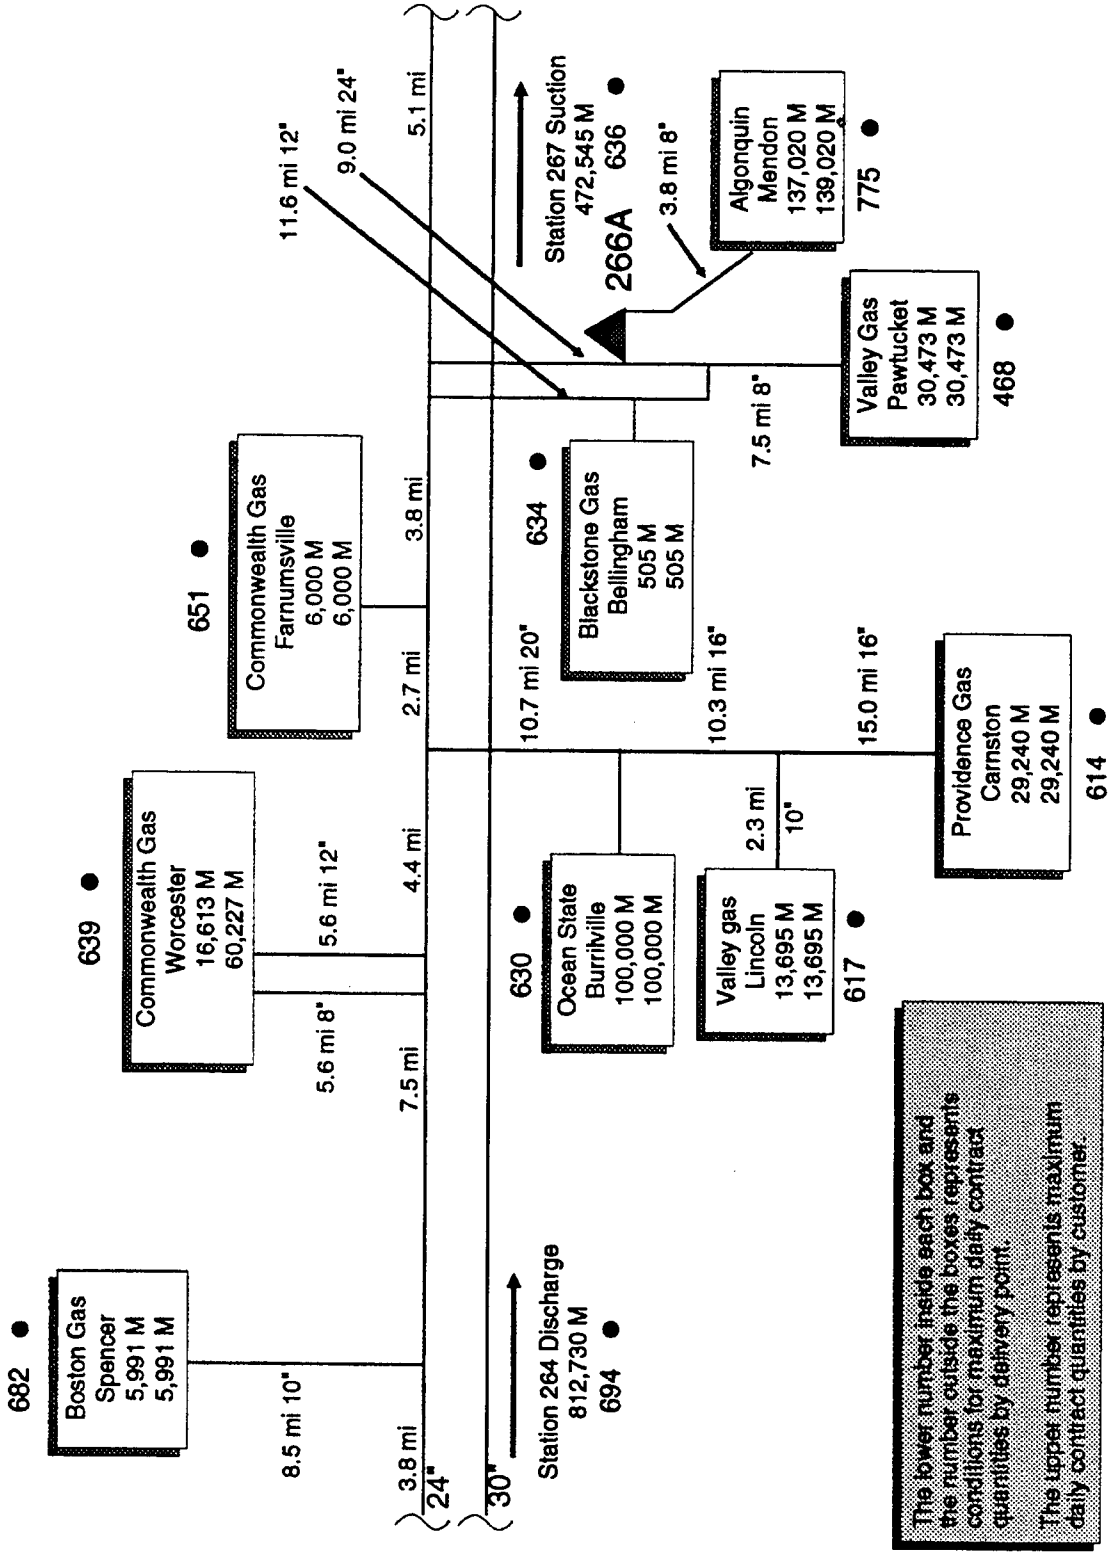 682
Boston Gas
Spencer
5,991 M
5,991 M
8.5 mi 10"
639
Commonwealth Gas
Worcester
16,613 M
60,227 M
5.6 mi 8"
5.6 mi 12"
651
Commonwealth Gas
Farnumsville
6,000 M
6,000 M
11.6 mi 12"
9.0 mi 24"
3.8 mi
7.5 mi
4.4 mi
2.7 mi
3.8 mi
5.1 mi
24"
30"
Station 264 Discharge
812,730 M
694
10.7 mi 20"
Station 267 Suction
472,545 M
636
266A
3.8 mi 8"
630
Ocean State
Burrilville
100,000 M
100,000 M
634
Blackstone Gas
Bellingham
505 M
505 M
10.3 mi 16"
7.5 mi 8"
Algonquin
Mendon
137,020 M
139,020 M
775
Valley gas
Lincoln
13,695 M
13,695 M
617
2.3 mi
10"
15.0 mi 16"
Valley Gas
Pawtucket
30,473 M
30,473 M
468
Providence Gas
Carnston
29,240 M
29,240 M
614
The lower number inside each box and
the number outside the boxes represents
conditions for maximum daily contract
quantities by delivery point.
The upper number represents maximum
daily contract quantities by customer.